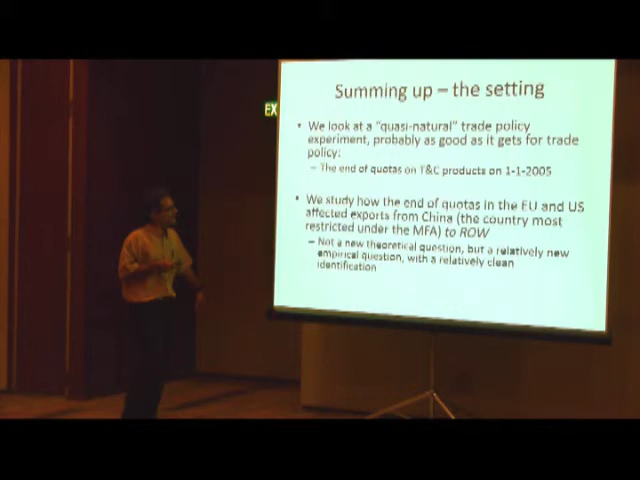 EX
Summing up – the setting
• We look at a "quasi-natural" trade policy
experiment, probably as good as it gets for trade
policy:
– The end of quotas on T&C products on 1-1-2005
• We study how the end of quotas in the EU and US
affected exports from China (the country most
restricted under the MFA) to ROW
– Not a new theoretical question, but a relatively new
empirical question, with a relatively clean
identification